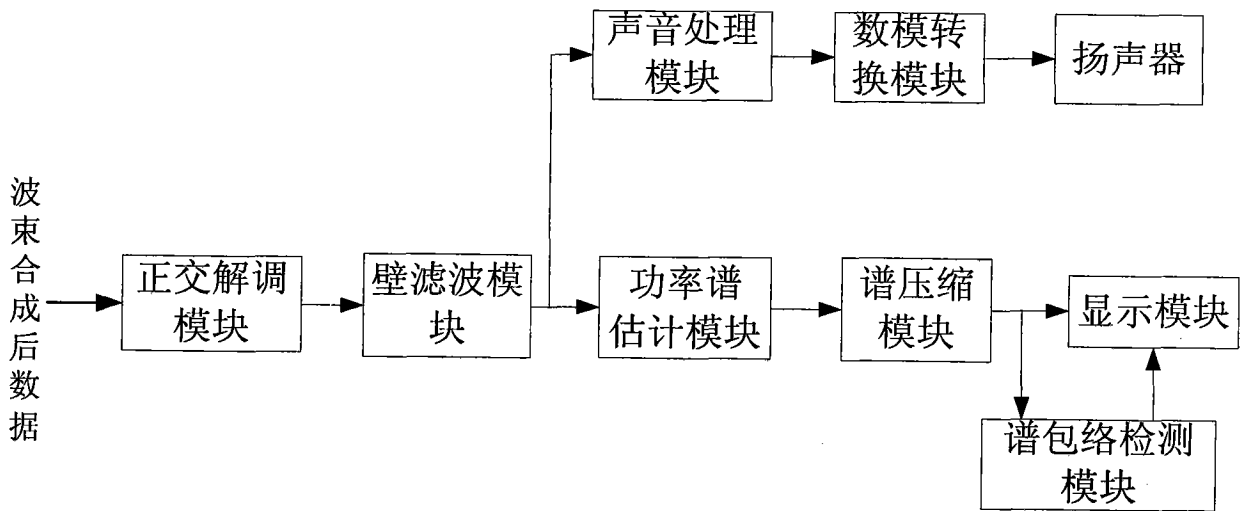 声音处理
模块
数模转
换模块
扬声器
波束合成后数据
正交解调
模块
壁滤波模
块
功率谱
估计模块
谱压缩
模块
显示模块
谱包络检测
模块